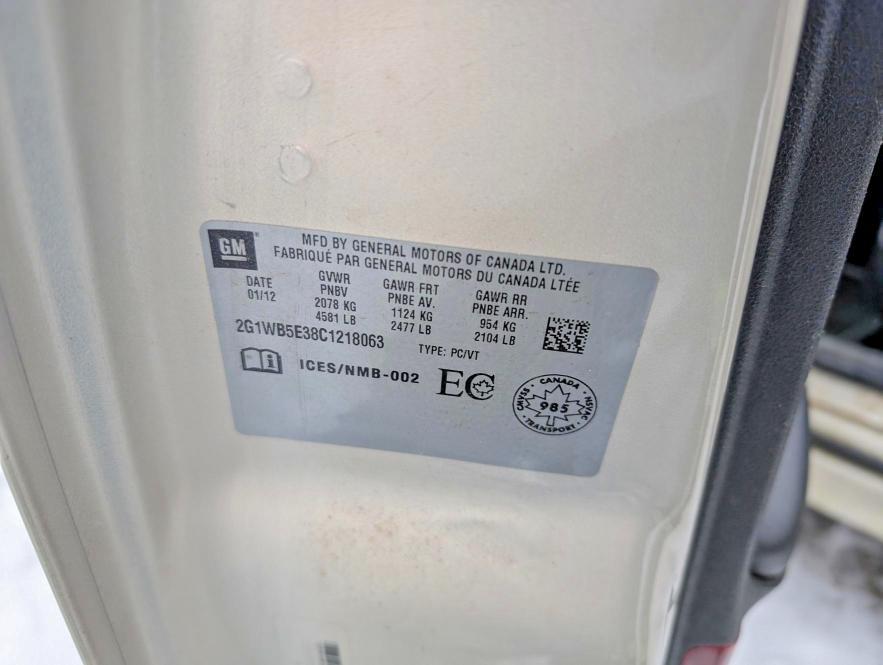 GM
MFD BY GENERAL MOTORS OF CANADA LTD.
FABRIQUÉ PAR GENERAL MOTORS DU CANADA LTÉE
DATE
01/12
GVWR
PNBV
2078 KG
4581 LB
GAWR FRT
PNBE AV.
1124 KG
2477 LB
GAWR RR
PNBE ARR.
954 KG
2104 LB
2G1WB5E38C1218063
TYPE: PC/VT
ICES/NMB-002
EC
CANADA
CMVSS
985
NSVAC
TRANSPORT